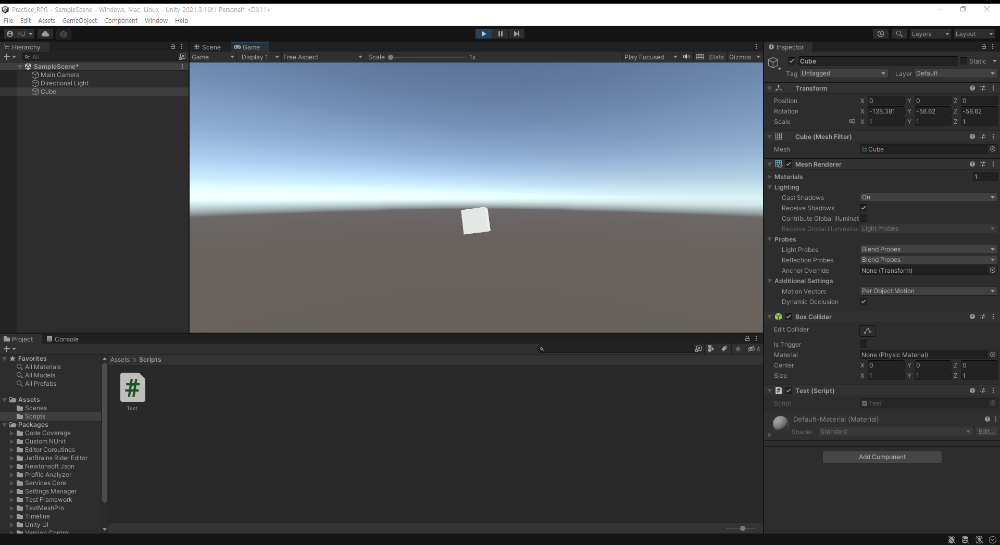 Practice_RPG - SampleScene - Windows, Mac, Linux - Unity 2021.3.16f1 Personal* <DX11>
File Edit Assets GameObject Component Window Help
HJ
Layers Layout
Hierarchy
All
SampleScene*
Main Camera
Directional Light
Cube
Scene Game
Game Display 1 Free Aspect Scale 1x Play Focused Stats Gizmos
Inspector
Cube Static
Tag Untagged Layer Default
Transform
Position X 0 Y 0 Z 0
Rotation X -128.381 Y -58.62 Z -58.62
Scale X 1 Y 1 Z 1
Cube (Mesh Filter)
Mesh Cube
Mesh Renderer
Materials 1
Lighting
Cast Shadows On
Receive Shadows
Contribute Global Illuminat
Receive Global Illumination Light Probes
Probes
Light Probes Blend Probes
Reflection Probes Blend Probes
Anchor Override None (Transform)
Additional Settings
Motion Vectors Per Object Motion
Dynamic Occlusion
Box Collider
Edit Collider
Is Trigger
Material None (Physic Material)
Center X 0 Y 0 Z 0
Size X 1 Y 1 Z 1
# Test (Script)
Script Test
Default-Material (Material)
Shader Standard Edit...
Add Component
Project Console
4
Favorites
All Materials
All Models
All Prefabs
Assets
Scenes
Scripts
Packages
Code Coverage
Custom NUnit
Editor Coroutines
JetBrains Rider Editor
Newtonsoft Json
Profile Analyzer
Services Core
Settings Manager
Test Framework
TextMeshPro
Timeline
Unity UI
Version Control
Assets > Scripts
#
Test